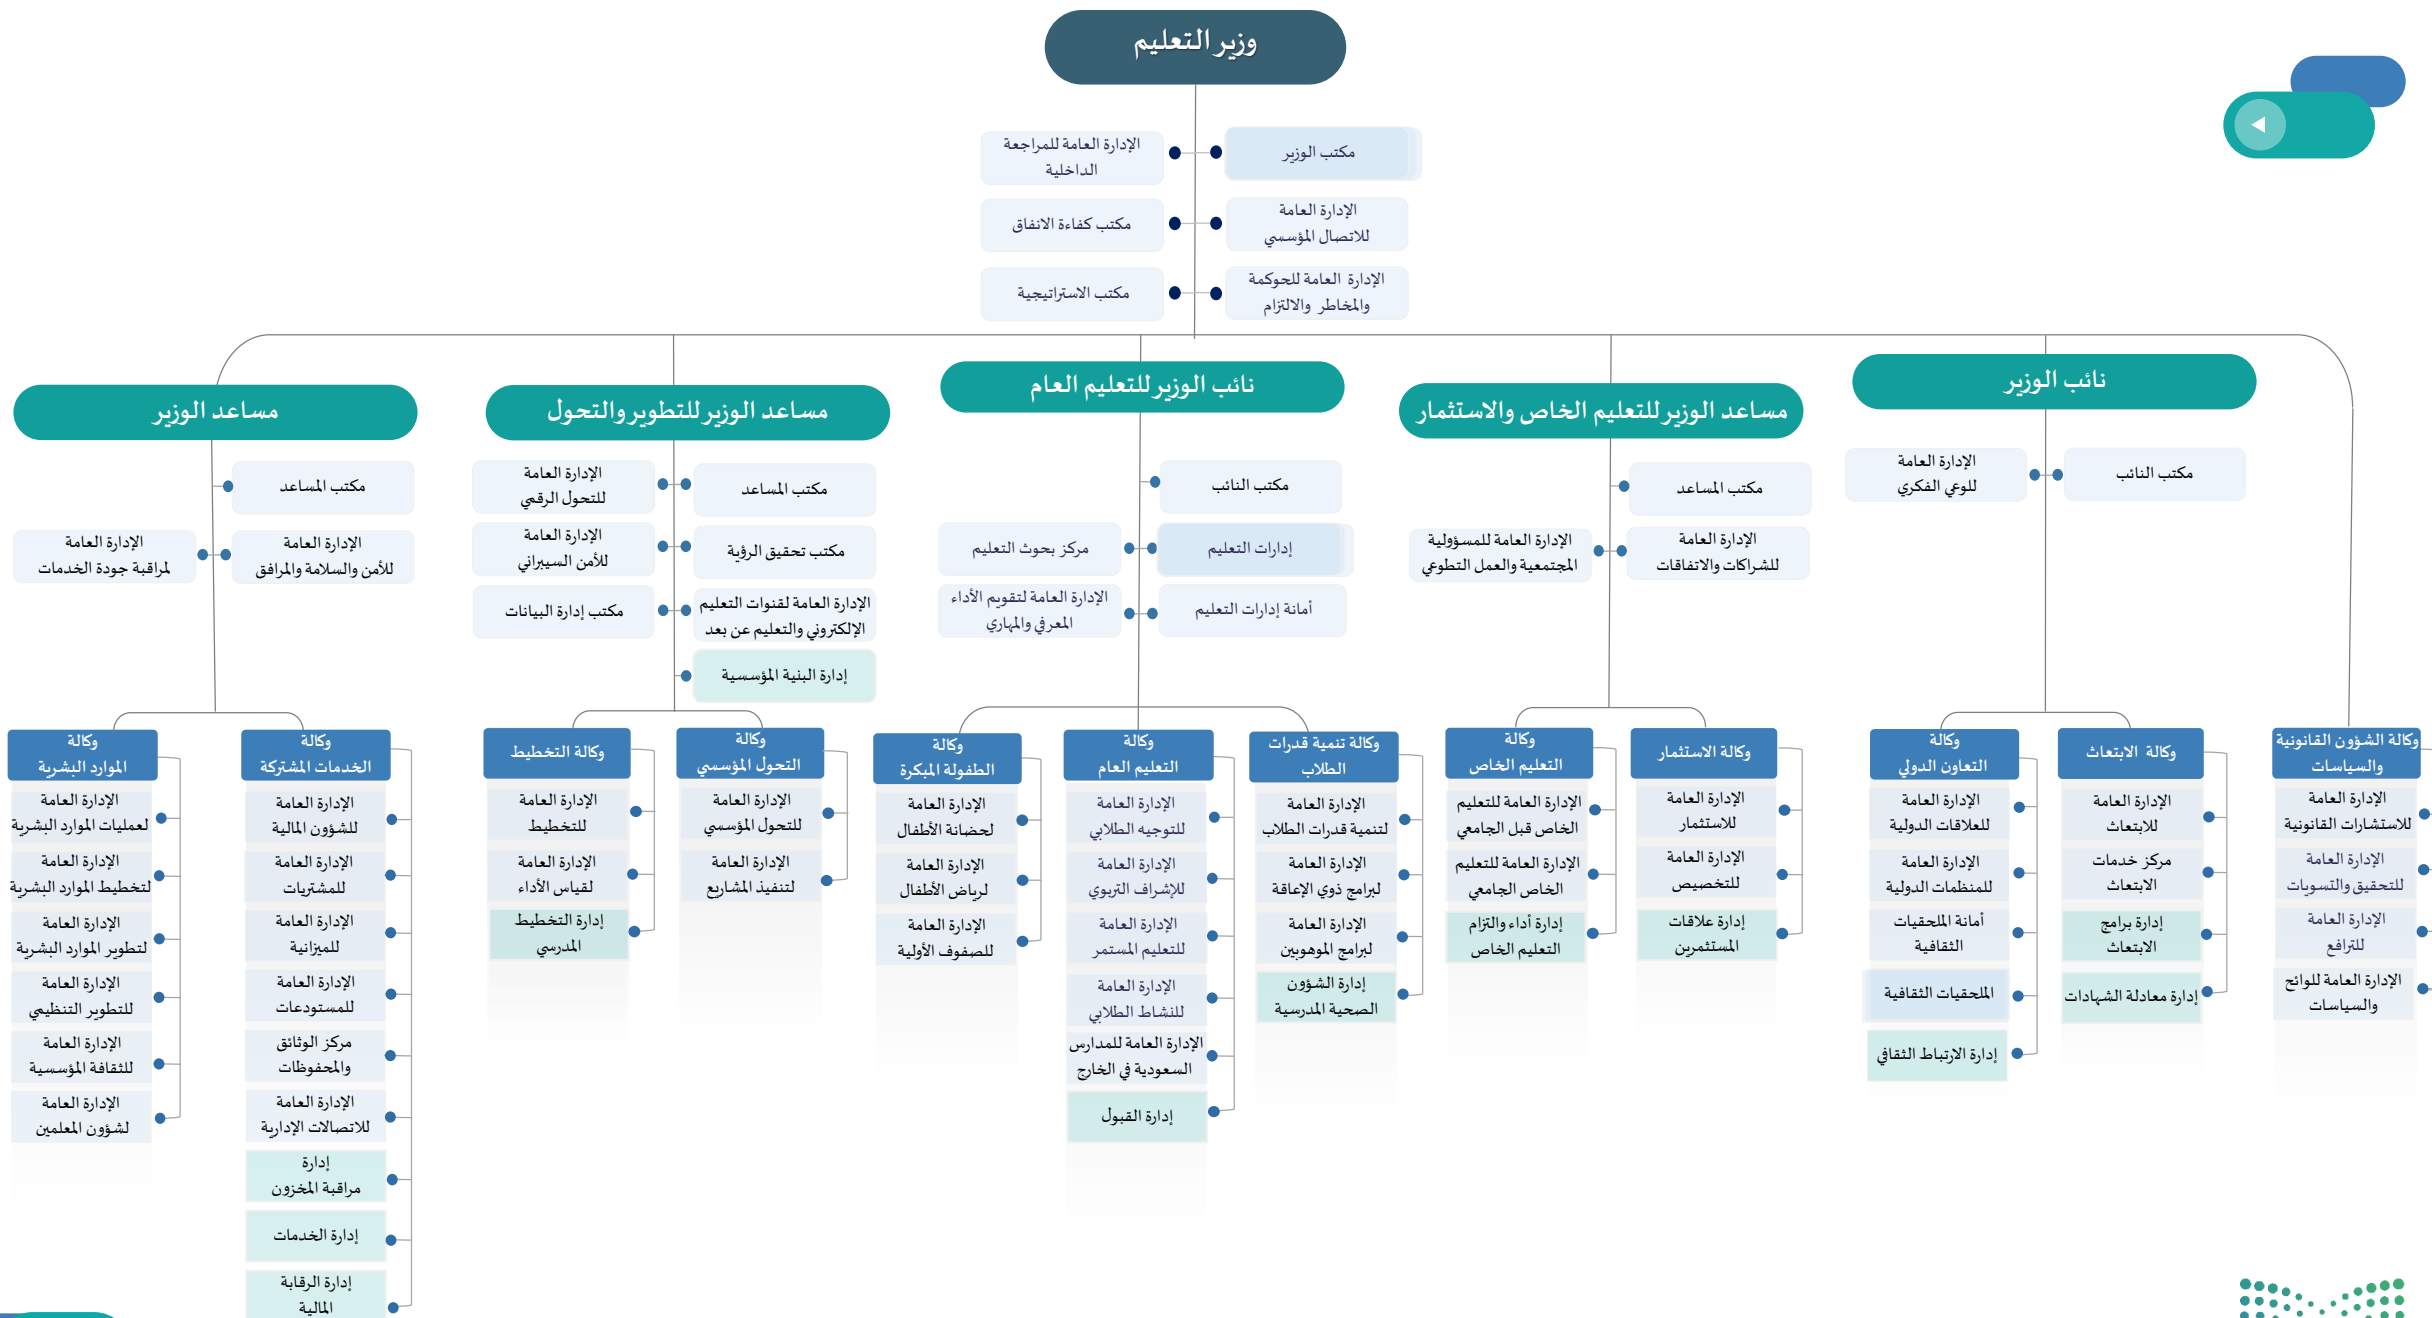 وزير التعليم
مكتب الوزير
الإدارة العامة للمراجعة
الداخلية
الإدارة العامة
للاتصال المؤسسي
مكتب كفاءة الانفاق
الإدارة العامة للحوكمة
والمخاطر والالتزام
مكتب الاستراتيجية
نائب الوزير
مكتب النائب
الإدارة العامة
للوعي الفكري
مساعد الوزير للتعليم الخاص والاستثمار
مكتب المساعد
الإدارة العامة
للشراكات والاتفاقات
الإدارة العامة للمسؤولية
المجتمعية والعمل التطوعي
نائب الوزير للتعليم العام
مكتب النائب
إدارات التعليم
مركز بحوث التعليم
أمانة إدارات التعليم
الإدارة العامة لتقويم الأداء
المعرفي والمهاري
مساعد الوزير للتطوير والتحول
مكتب المساعد
الإدارة العامة
للتحول الرقمي
مكتب تحقيق الرؤية
الإدارة العامة
للأمن السيبراني
الإدارة العامة لقنوات التعليم
الإلكتروني والتعليم عن بعد
مكتب إدارة البيانات
إدارة البنية المؤسسية
مساعد الوزير
مكتب المساعد
الإدارة العامة
للأمن والسلامة والمرافق
الإدارة العامة
لمراقبة جودة الخدمات
وكالة الشؤون القانونية
والسياسات
الإدارة العامة
للاستشارات القانونية
الإدارة العامة
للتحقيق والتسويات
الإدارة العامة
للترافع
الإدارة العامة للوائح
والسياسات
وكالة الابتعاث
الإدارة العامة
للابتعاث
مركز خدمات
الابتعاث
إدارة برامج
الابتعاث
إدارة معادلة الشهادات
وكالة
التعاون الدولي
الإدارة العامة
للعلاقات الدولية
الإدارة العامة
للمنظمات الدولية
أمانة الملحقيات
الثقافية
الملحقيات الثقافية
إدارة الارتباط الثقافي
وكالة الاستثمار
الإدارة العامة
للاستثمار
الإدارة العامة
للتخصيص
إدارة علاقات
المستثمرين
وكالة
التعليم الخاص
الإدارة العامة للتعليم
الخاص قبل الجامعي
الإدارة العامة للتعليم
الخاص الجامعي
إدارة أداء والتزام
التعليم الخاص
وكالة تنمية قدرات
الطلاب
الإدارة العامة
لتنمية قدرات الطلاب
الإدارة العامة
لبرامج ذوي الإعاقة
الإدارة العامة
لبرامج الموهوبين
إدارة الشؤون
الصحية المدرسية
وكالة
التعليم العام
الإدارة العامة
للتوجيه الطلابي
الإدارة العامة
للإشراف التربوي
الإدارة العامة
للتعليم المستمر
الإدارة العامة
للنشاط الطلابي
الإدارة العامة للمدارس
السعودية في الخارج
إدارة القبول
وكالة
الطفولة المبكرة
الإدارة العامة
لحضانة الأطفال
الإدارة العامة
لرياض الأطفال
الإدارة العامة
للصفوف الأولية
وكالة
التحول المؤسسي
الإدارة العامة
للتحول المؤسسي
الإدارة العامة
لتنفيذ المشاريع
وكالة التخطيط
الإدارة العامة
للتخطيط
الإدارة العامة
لقياس الأداء
إدارة التخطيط
المدرسي
وكالة
الخدمات المشتركة
الإدارة العامة
للشؤون المالية
الإدارة العامة
للمشتريات
الإدارة العامة
للميزانية
الإدارة العامة
للمستودعات
مركز الوثائق
والمحفوظات
الإدارة العامة
للاتصالات الإدارية
إدارة
مراقبة المخزون
إدارة الخدمات
إدارة الرقابة
المالية
وكالة
الموارد البشرية
الإدارة العامة
لعمليات الموارد البشرية
الإدارة العامة
لتخطيط الموارد البشرية
الإدارة العامة
لتطوير الموارد البشرية
الإدارة العامة
للتطوير التنظيمي
الإدارة العامة
للثقافة المؤسسية
الإدارة العامة
لشؤون المعلمين